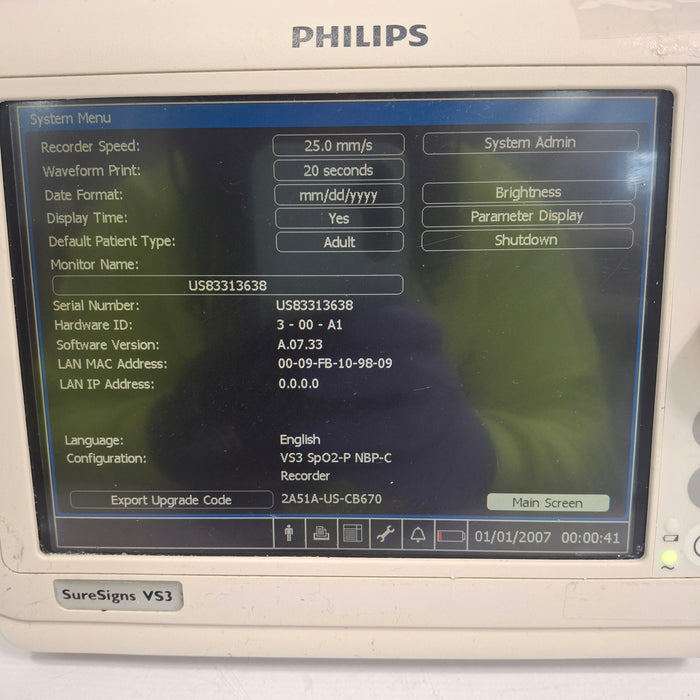 PHILIPS
System Menu
Recorder Speed: 25.0 mm/s System Admin
Waveform Print: 20 seconds
Date Format: mm/dd/yyyy Brightness
Display Time: Yes Parameter Display
Default Patient Type: Adult Shutdown
Monitor Name:
US83313638
Serial Number: US83313638
Hardware ID: 3 - 00 - A1
Software Version: A.07.33
LAN MAC Address: 00-09-FB-10-98-09
LAN IP Address: 0.0.0.0
Language: English
Configuration: VS3 SpO2-P NBP-C
Recorder
Export Upgrade Code 2A51A-US-CB670 Main Screen
01/01/2007 00:00:41
SureSigns VS3